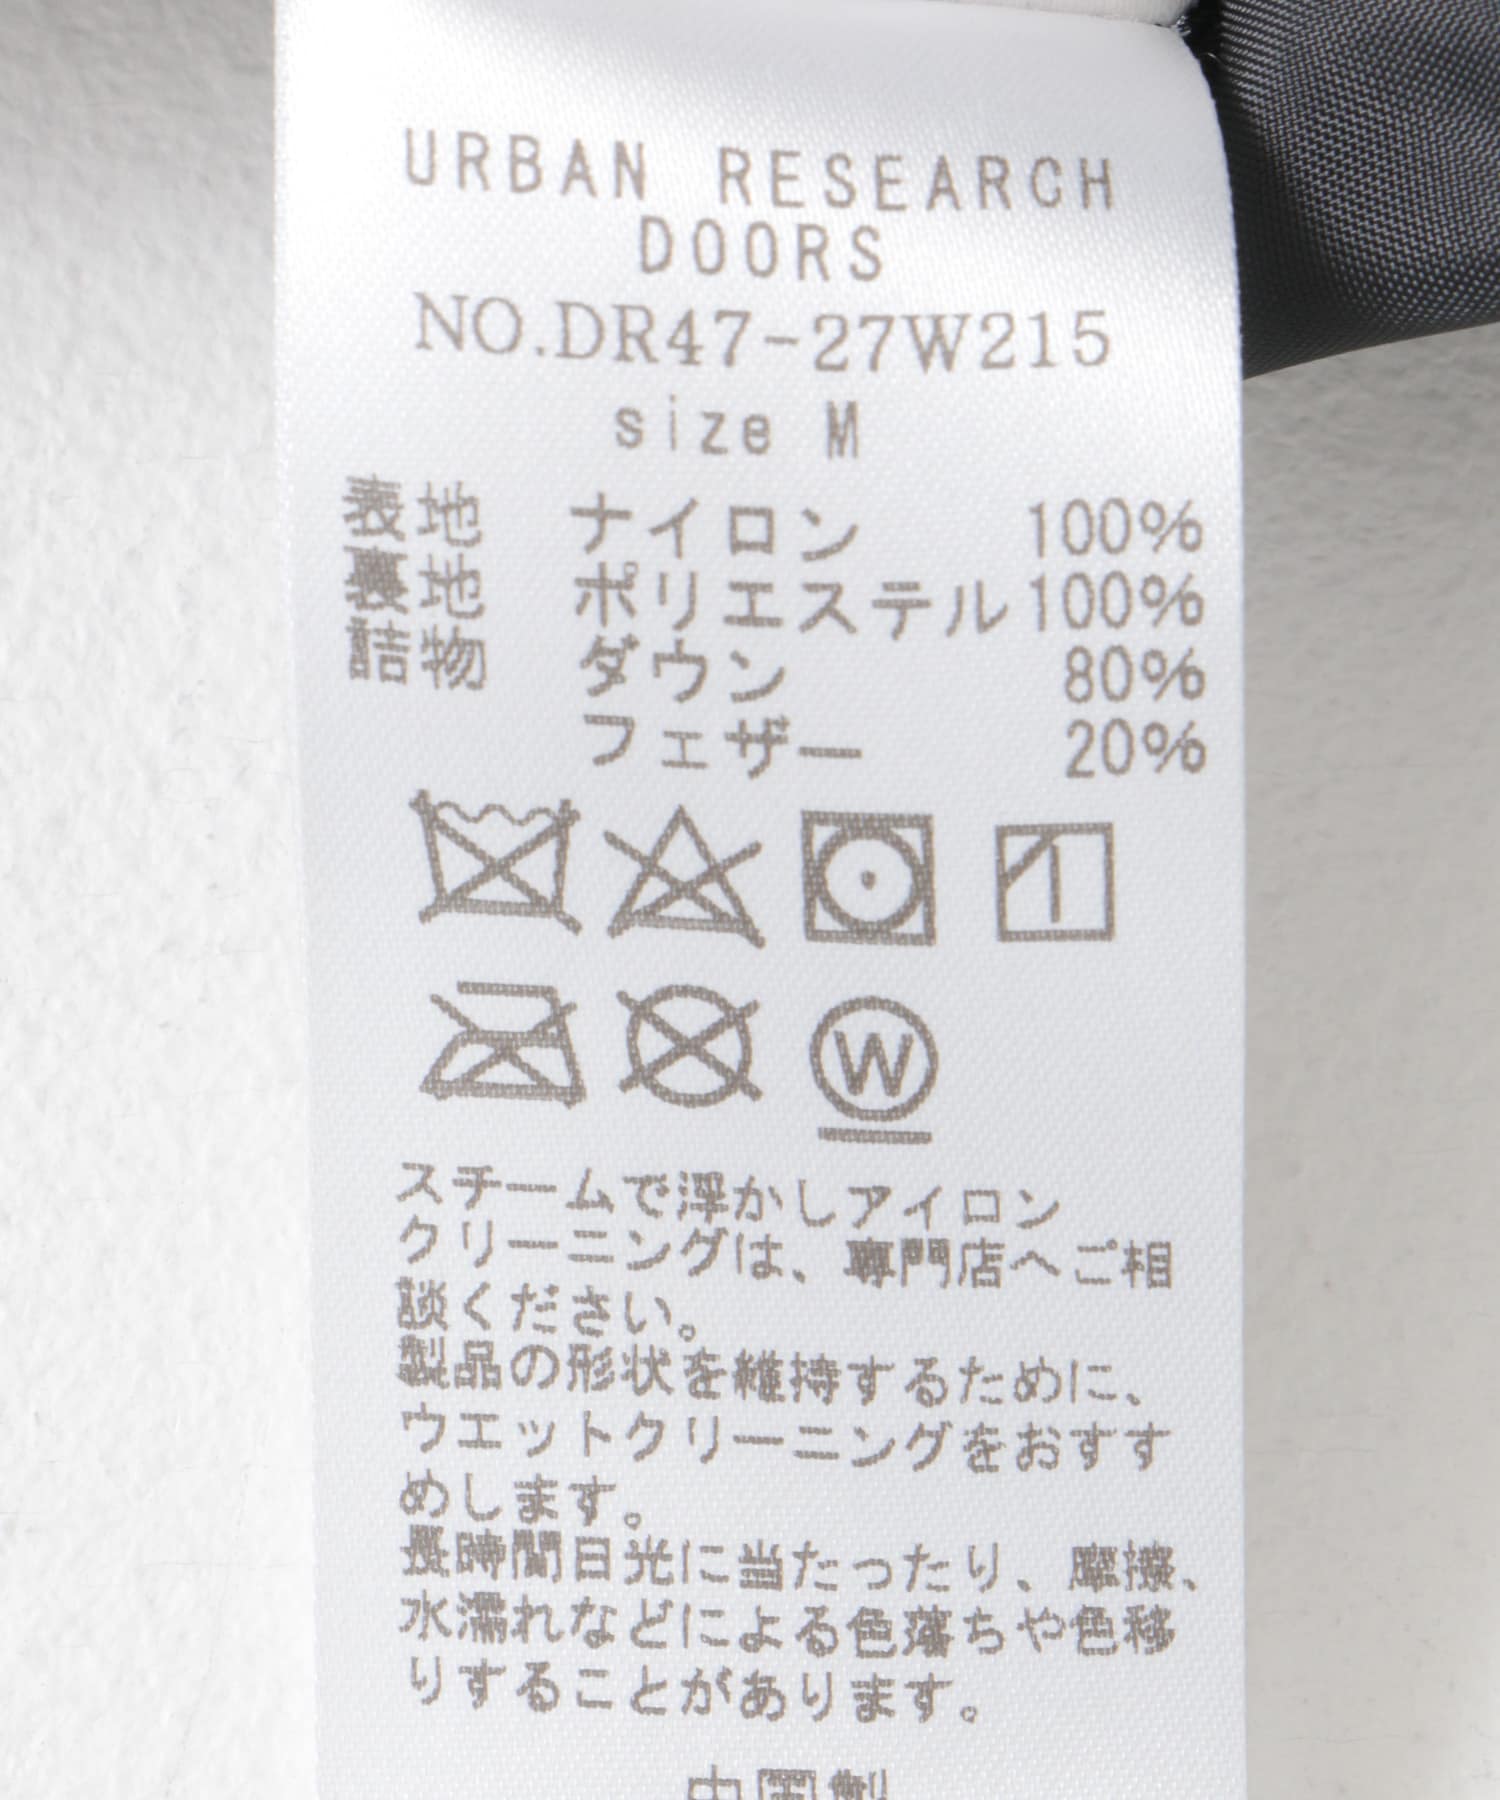 URBAN RESEARCH
DOORS
NO.DR47-27W215
size M
表地 ナイロン 100%
裏地 ポリエステル100%
詰物 ダウン 80%
フェザー 20%
W
スチームで浮かしアイロン
クリーニングは、専門店へご相
談ください。
製品の形状を維持するために、
ウエットクリーニングをおすす
めします。
長時間日光に当たったり、摩擦、
水濡れなどによる色落ちや色移
りすることがあります。
中国製